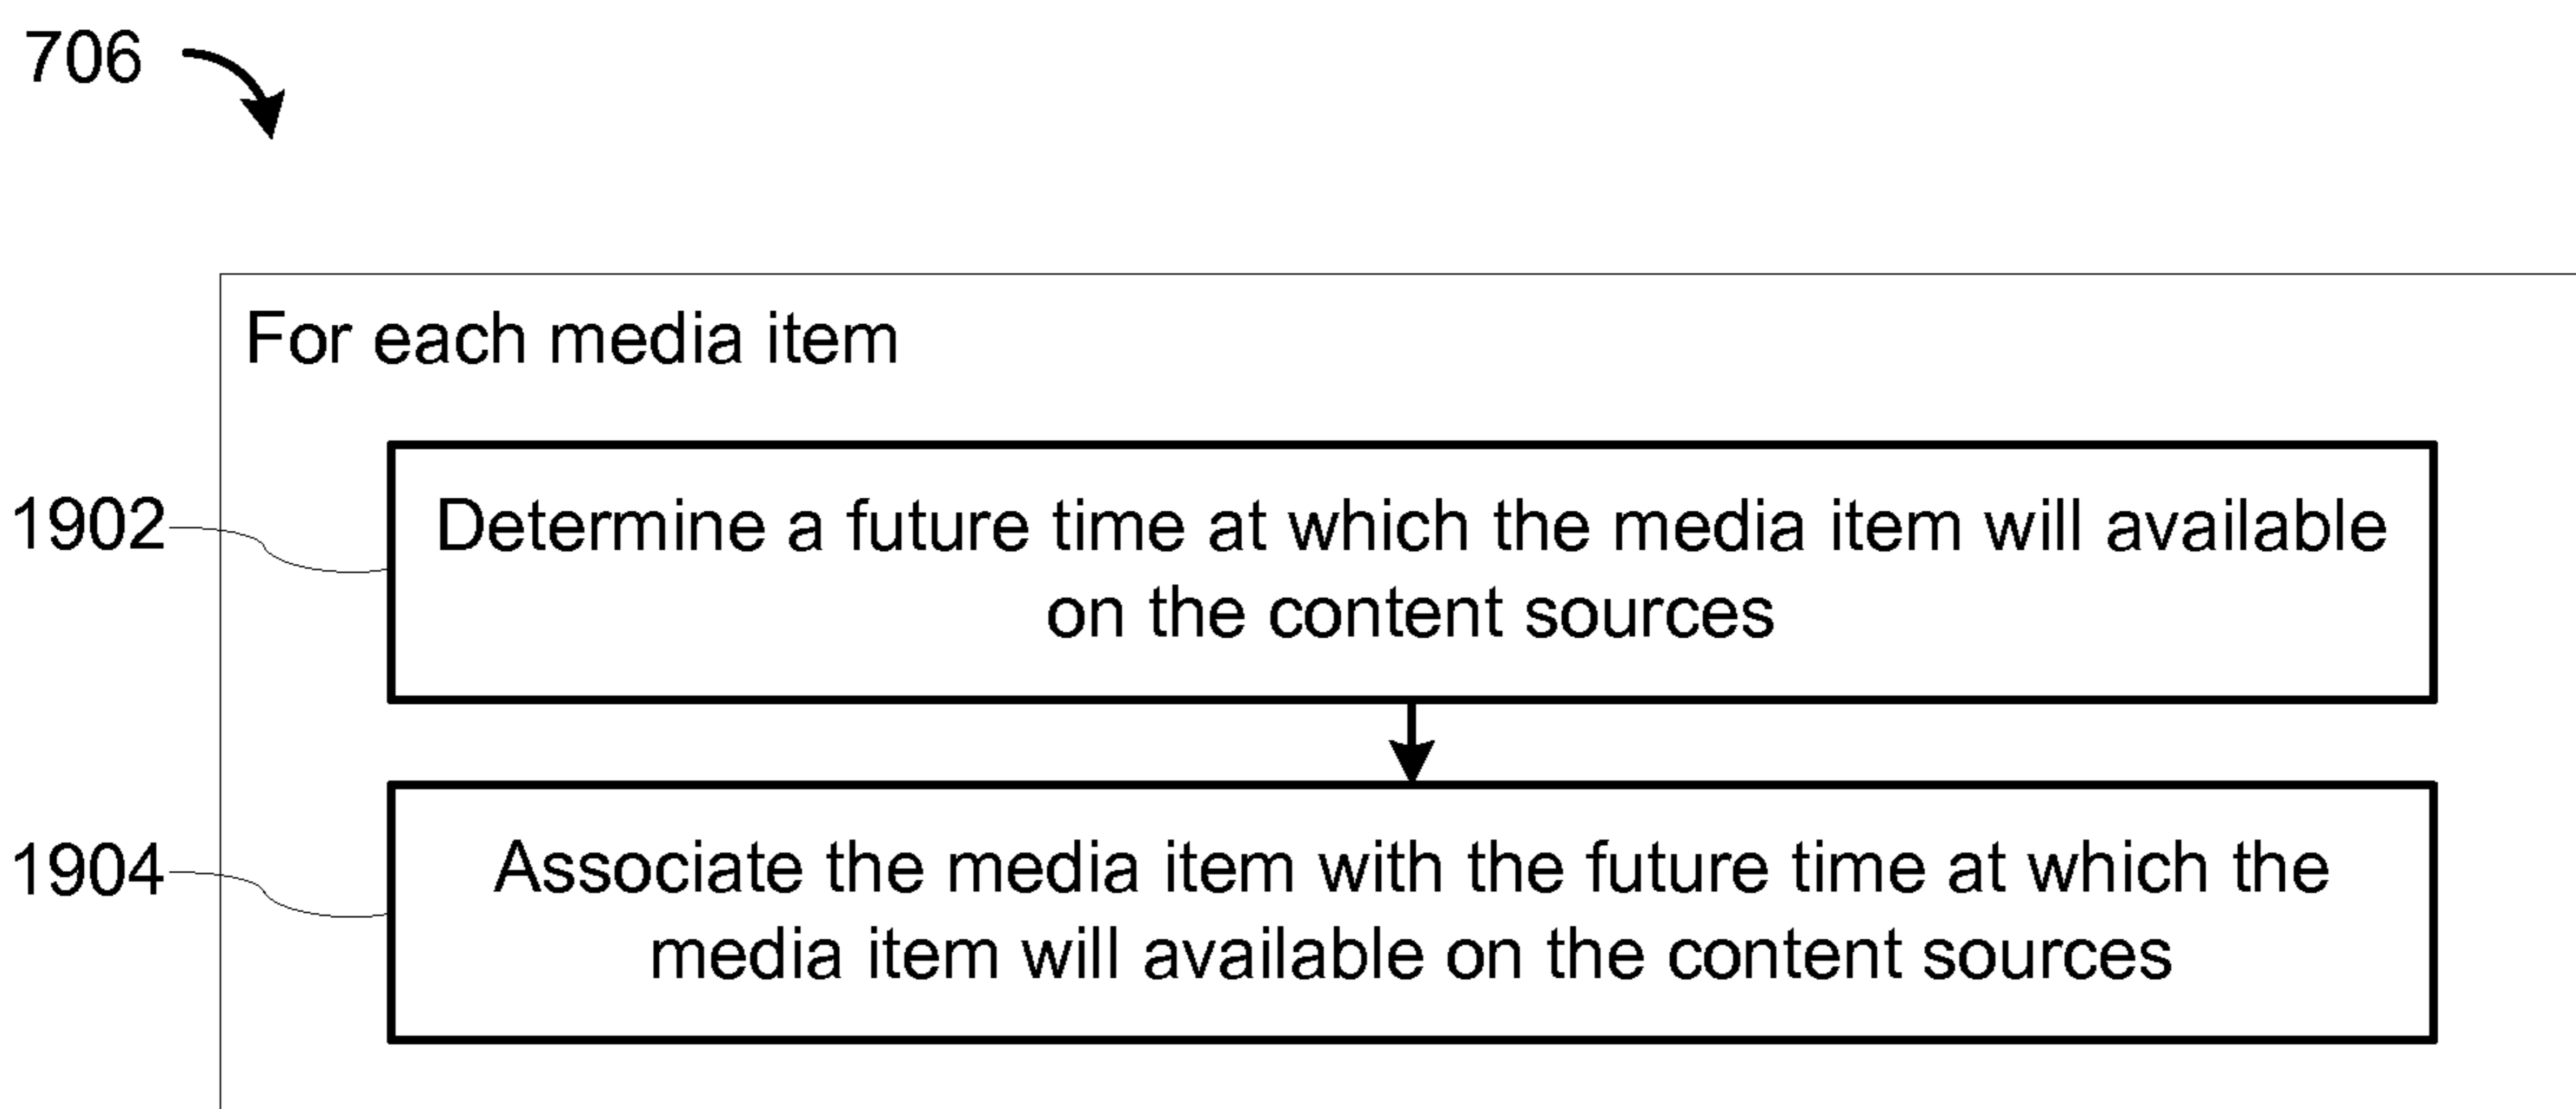 706
For each media item
1902
Determine a future time at which the media item will available
on the content sources
1904
Associate the media item with the future time at which the
media item will available on the content sources